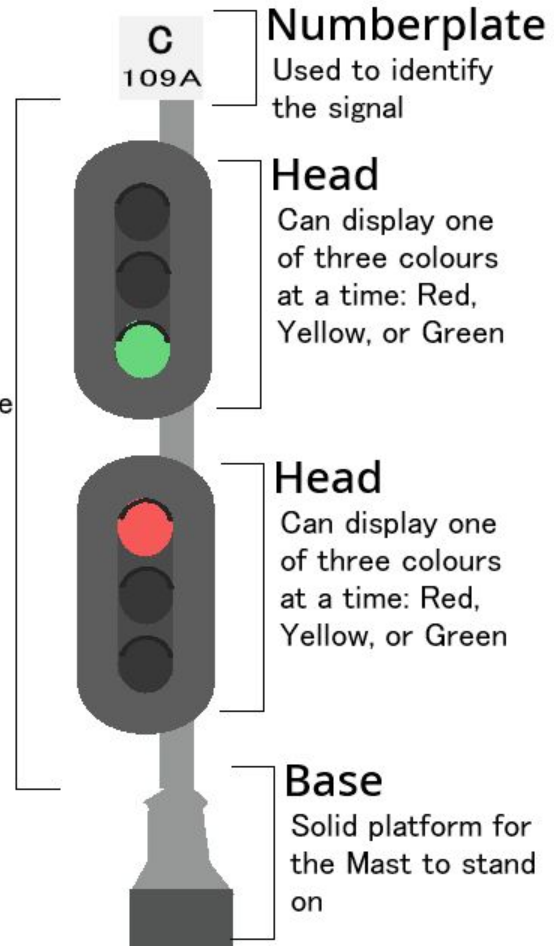 C
109A
Numberplate
Used to identify
the signal
Head
Can display one
of three colours
at a time: Red,
Yellow, or Green
e
Head
Can display one
of three colours
at a time: Red,
Yellow, or Green
Base
Solid platform for
the Mast to stand
on